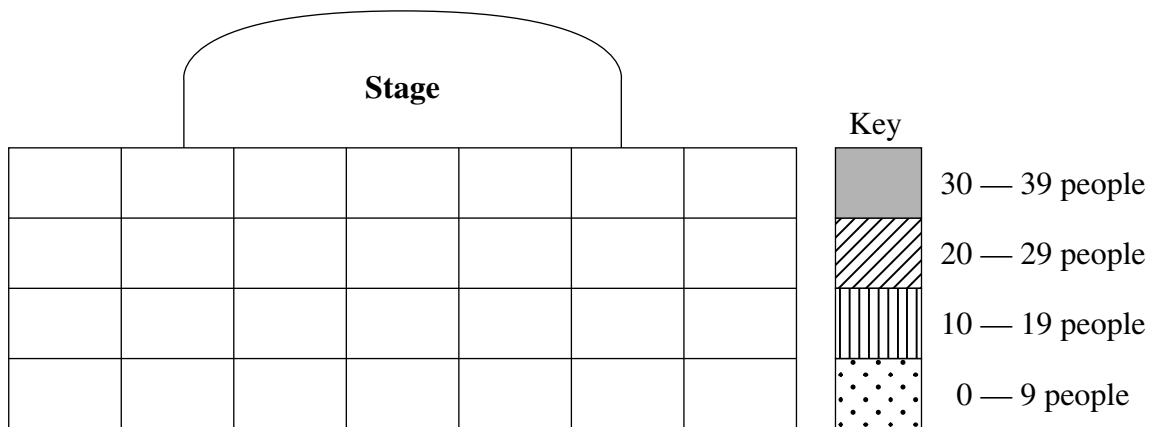 Stage
Key
30 — 39 people
20 — 29 people
10 — 19 people
0 — 9 people